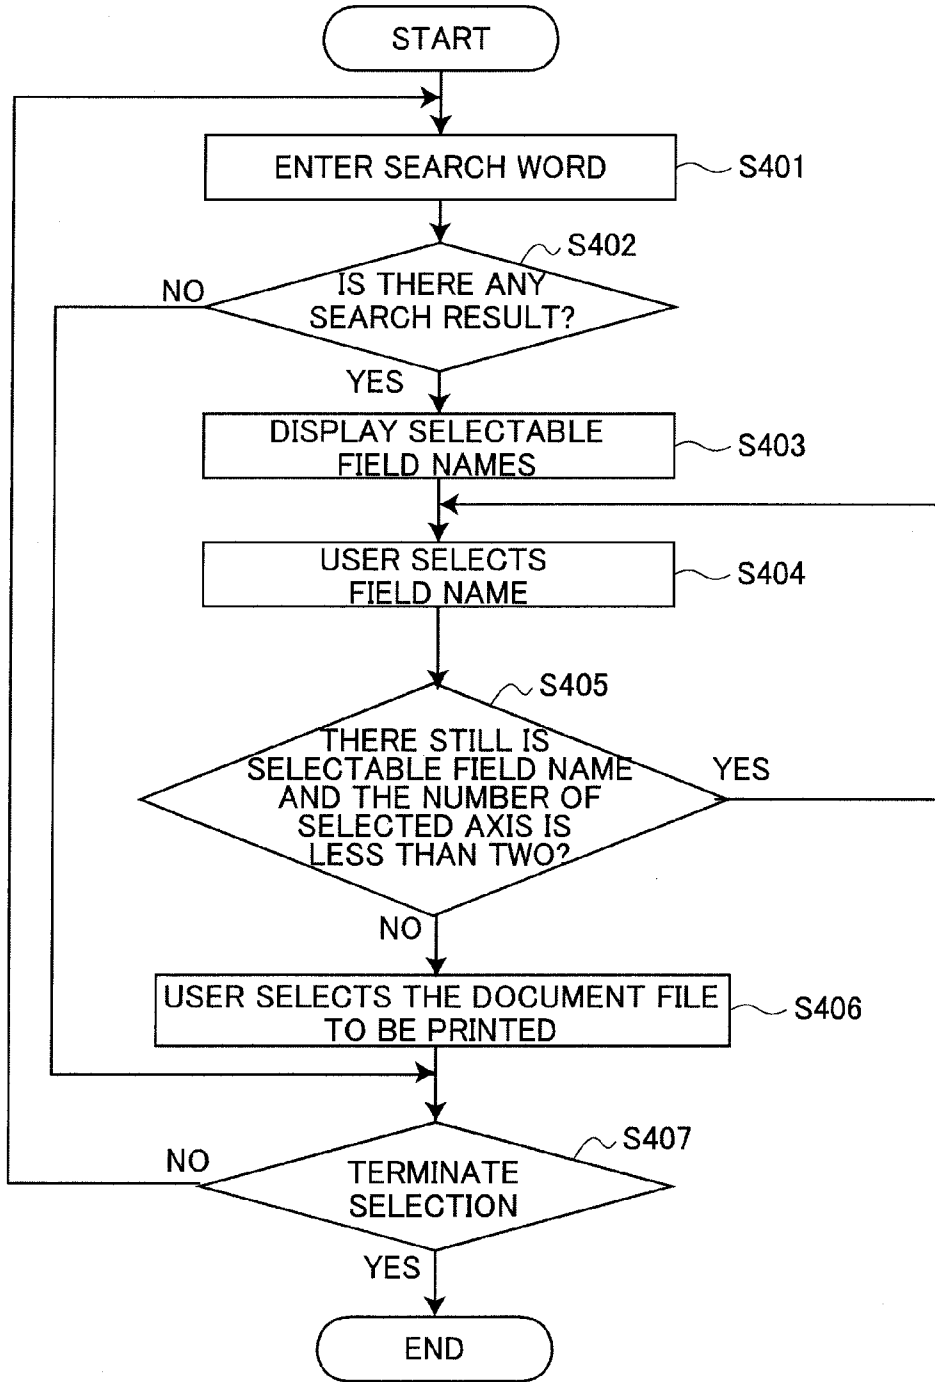 START
ENTER SEARCH WORD
S401
S402
IS THERE ANY
SEARCH RESULT?
NO
YES
DISPLAY SELECTABLE
FIELD NAMES
S403
USER SELECTS
FIELD NAME
S404
S405
THERE STILL IS
SELECTABLE FIELD NAME
AND THE NUMBER OF
SELECTED AXIS IS
LESS THAN TWO?
YES
NO
USER SELECTS THE DOCUMENT FILE
TO BE PRINTED
S406
S407
NO
TERMINATE
SELECTION
YES
END